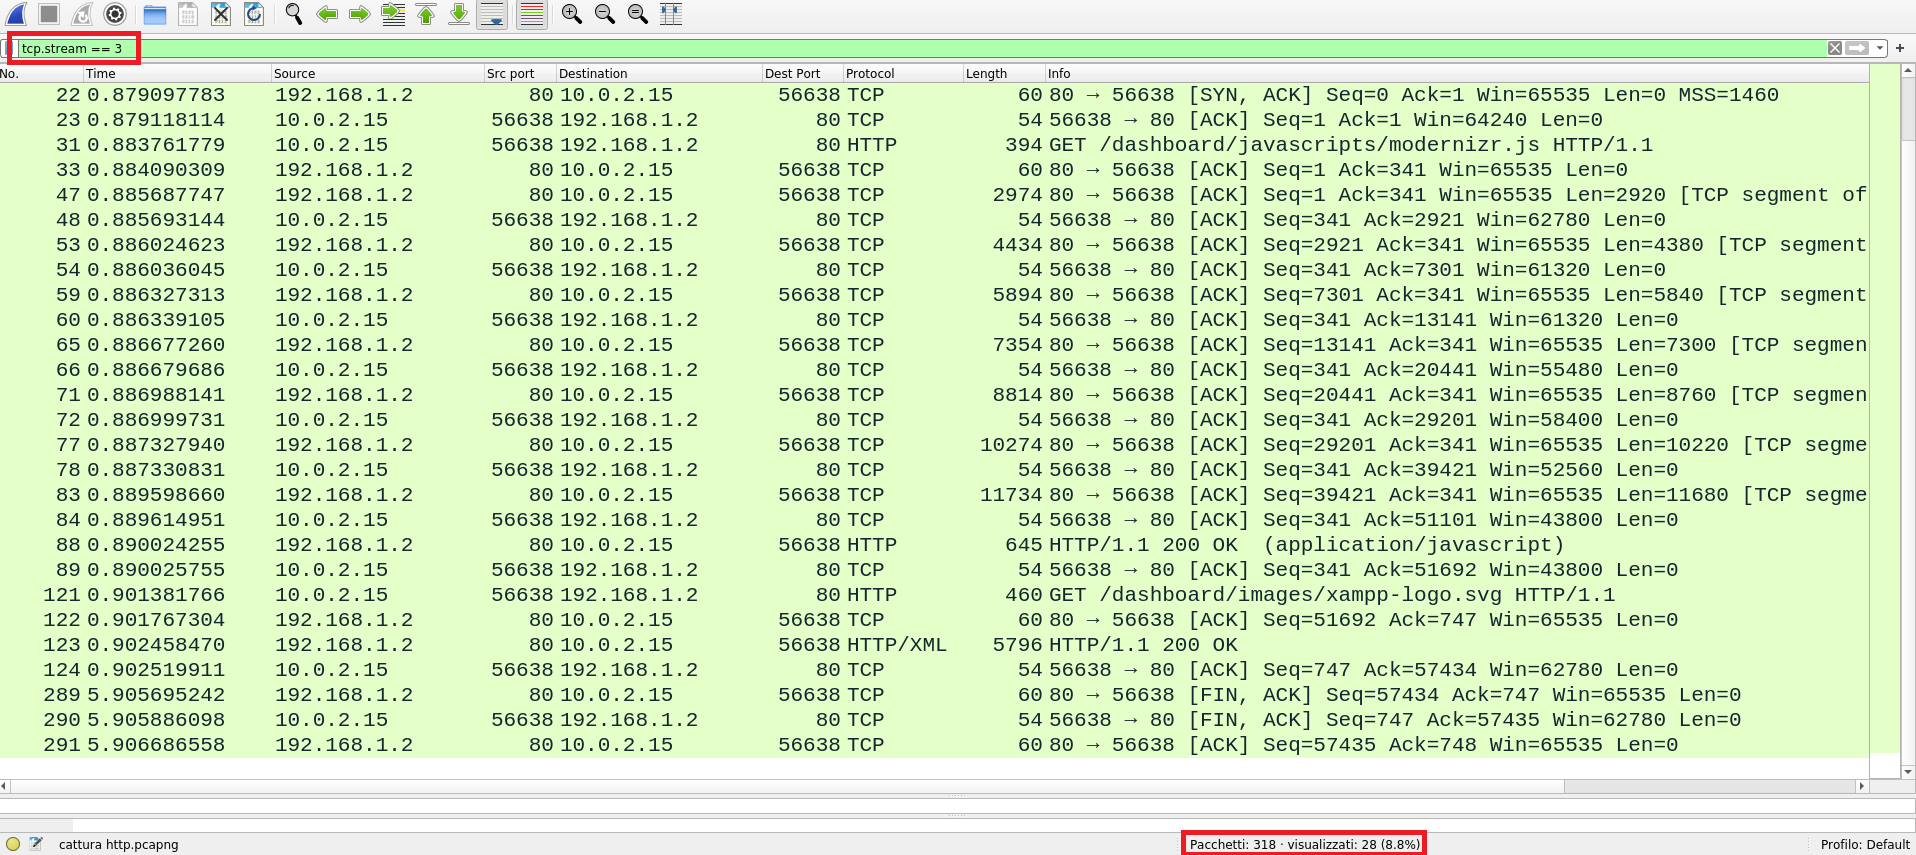 tcp.stream == 3
No. Time Source Src port Destination Dest Port Protocol Length Info
22 0.879097783 192.168.1.2 80 10.0.2.15 56638 TCP 60 80 → 56638 [SYN, ACK] Seq=0 Ack=1 Win=65535 Len=0 MSS=1460
23 0.879118114 10.0.2.15 56638 192.168.1.2 80 TCP 54 56638 → 80 [ACK] Seq=1 Ack=1 Win=64240 Len=0
31 0.883761779 10.0.2.15 56638 192.168.1.2 80 HTTP 394 GET /dashboard/javascripts/modernizr.js HTTP/1.1
33 0.884090309 192.168.1.2 80 10.0.2.15 56638 TCP 60 80 → 56638 [ACK] Seq=1 Ack=341 Win=65535 Len=0
47 0.885687747 192.168.1.2 80 10.0.2.15 56638 TCP 2974 80 → 56638 [ACK] Seq=1 Ack=341 Win=65535 Len=2920 [TCP segment of
48 0.885693144 10.0.2.15 56638 192.168.1.2 80 TCP 54 56638 → 80 [ACK] Seq=341 Ack=2921 Win=62780 Len=0
53 0.886024623 192.168.1.2 80 10.0.2.15 56638 TCP 4434 80 → 56638 [ACK] Seq=2921 Ack=341 Win=65535 Len=4380 [TCP segment
54 0.886036045 10.0.2.15 56638 192.168.1.2 80 TCP 54 56638 → 80 [ACK] Seq=341 Ack=7301 Win=61320 Len=0
59 0.886327313 192.168.1.2 80 10.0.2.15 56638 TCP 5894 80 → 56638 [ACK] Seq=7301 Ack=341 Win=65535 Len=5840 [TCP segment
60 0.886339105 10.0.2.15 56638 192.168.1.2 80 TCP 54 56638 → 80 [ACK] Seq=341 Ack=13141 Win=61320 Len=0
65 0.886677260 192.168.1.2 80 10.0.2.15 56638 TCP 7354 80 → 56638 [ACK] Seq=13141 Ack=341 Win=65535 Len=7300 [TCP segmen
66 0.886679686 10.0.2.15 56638 192.168.1.2 80 TCP 54 56638 → 80 [ACK] Seq=341 Ack=20441 Win=55480 Len=0
71 0.886988141 192.168.1.2 80 10.0.2.15 56638 TCP 8814 80 → 56638 [ACK] Seq=20441 Ack=341 Win=65535 Len=8760 [TCP segmen
72 0.886999731 10.0.2.15 56638 192.168.1.2 80 TCP 54 56638 → 80 [ACK] Seq=341 Ack=29201 Win=58400 Len=0
77 0.887327940 192.168.1.2 80 10.0.2.15 56638 TCP 10274 80 → 56638 [ACK] Seq=29201 Ack=341 Win=65535 Len=10220 [TCP segme
78 0.887330831 10.0.2.15 56638 192.168.1.2 80 TCP 54 56638 → 80 [ACK] Seq=341 Ack=39421 Win=52560 Len=0
83 0.889598660 192.168.1.2 80 10.0.2.15 56638 TCP 11734 80 → 56638 [ACK] Seq=39421 Ack=341 Win=65535 Len=11680 [TCP segme
84 0.889614951 10.0.2.15 56638 192.168.1.2 80 TCP 54 56638 → 80 [ACK] Seq=341 Ack=51101 Win=43800 Len=0
88 0.890024255 192.168.1.2 80 10.0.2.15 56638 HTTP 645 HTTP/1.1 200 OK (application/javascript)
89 0.890025755 10.0.2.15 56638 192.168.1.2 80 TCP 54 56638 → 80 [ACK] Seq=341 Ack=51692 Win=43800 Len=0
121 0.901381766 10.0.2.15 56638 192.168.1.2 80 HTTP 460 GET /dashboard/images/xampp-logo.svg HTTP/1.1
122 0.901767304 192.168.1.2 80 10.0.2.15 56638 TCP 60 80 → 56638 [ACK] Seq=51692 Ack=747 Win=65535 Len=0
123 0.902458470 192.168.1.2 80 10.0.2.15 56638 HTTP/XML 5796 HTTP/1.1 200 OK
124 0.902519911 10.0.2.15 56638 192.168.1.2 80 TCP 54 56638 → 80 [ACK] Seq=747 Ack=57434 Win=62780 Len=0
289 5.905695242 192.168.1.2 80 10.0.2.15 56638 TCP 60 80 → 56638 [FIN, ACK] Seq=57434 Ack=747 Win=65535 Len=0
290 5.905886098 10.0.2.15 56638 192.168.1.2 80 TCP 54 56638 → 80 [FIN, ACK] Seq=747 Ack=57435 Win=62780 Len=0
291 5.906686558 192.168.1.2 80 10.0.2.15 56638 TCP 60 80 → 56638 [ACK] Seq=57435 Ack=748 Win=65535 Len=0
cattura http.pcapng Pacchetti: 318 · visualizzati: 28 (8.8%) Profilo: Default